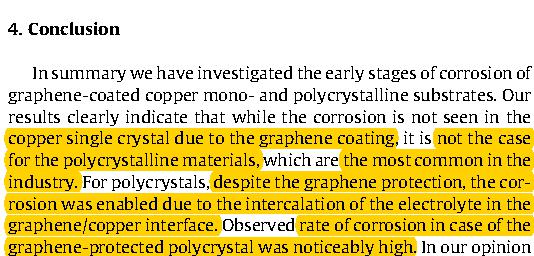 4. Conclusion
In summary we have investigated the early stages of corrosion of
graphene-coated copper mono- and polycrystalline substrates. Our
results clearly indicate that while the corrosion is not seen in the
copper single crystal due to the graphene coating, it is not the case
for the polycrystalline materials, which are the most common in the
industry. For polycrystals, despite the graphene protection, the cor-
rosion was enabled due to the intercalation of the electrolyte in the
graphene/copper interface. Observed rate of corrosion in case of the
graphene-protected polycrystal was noticeably high. In our opinion